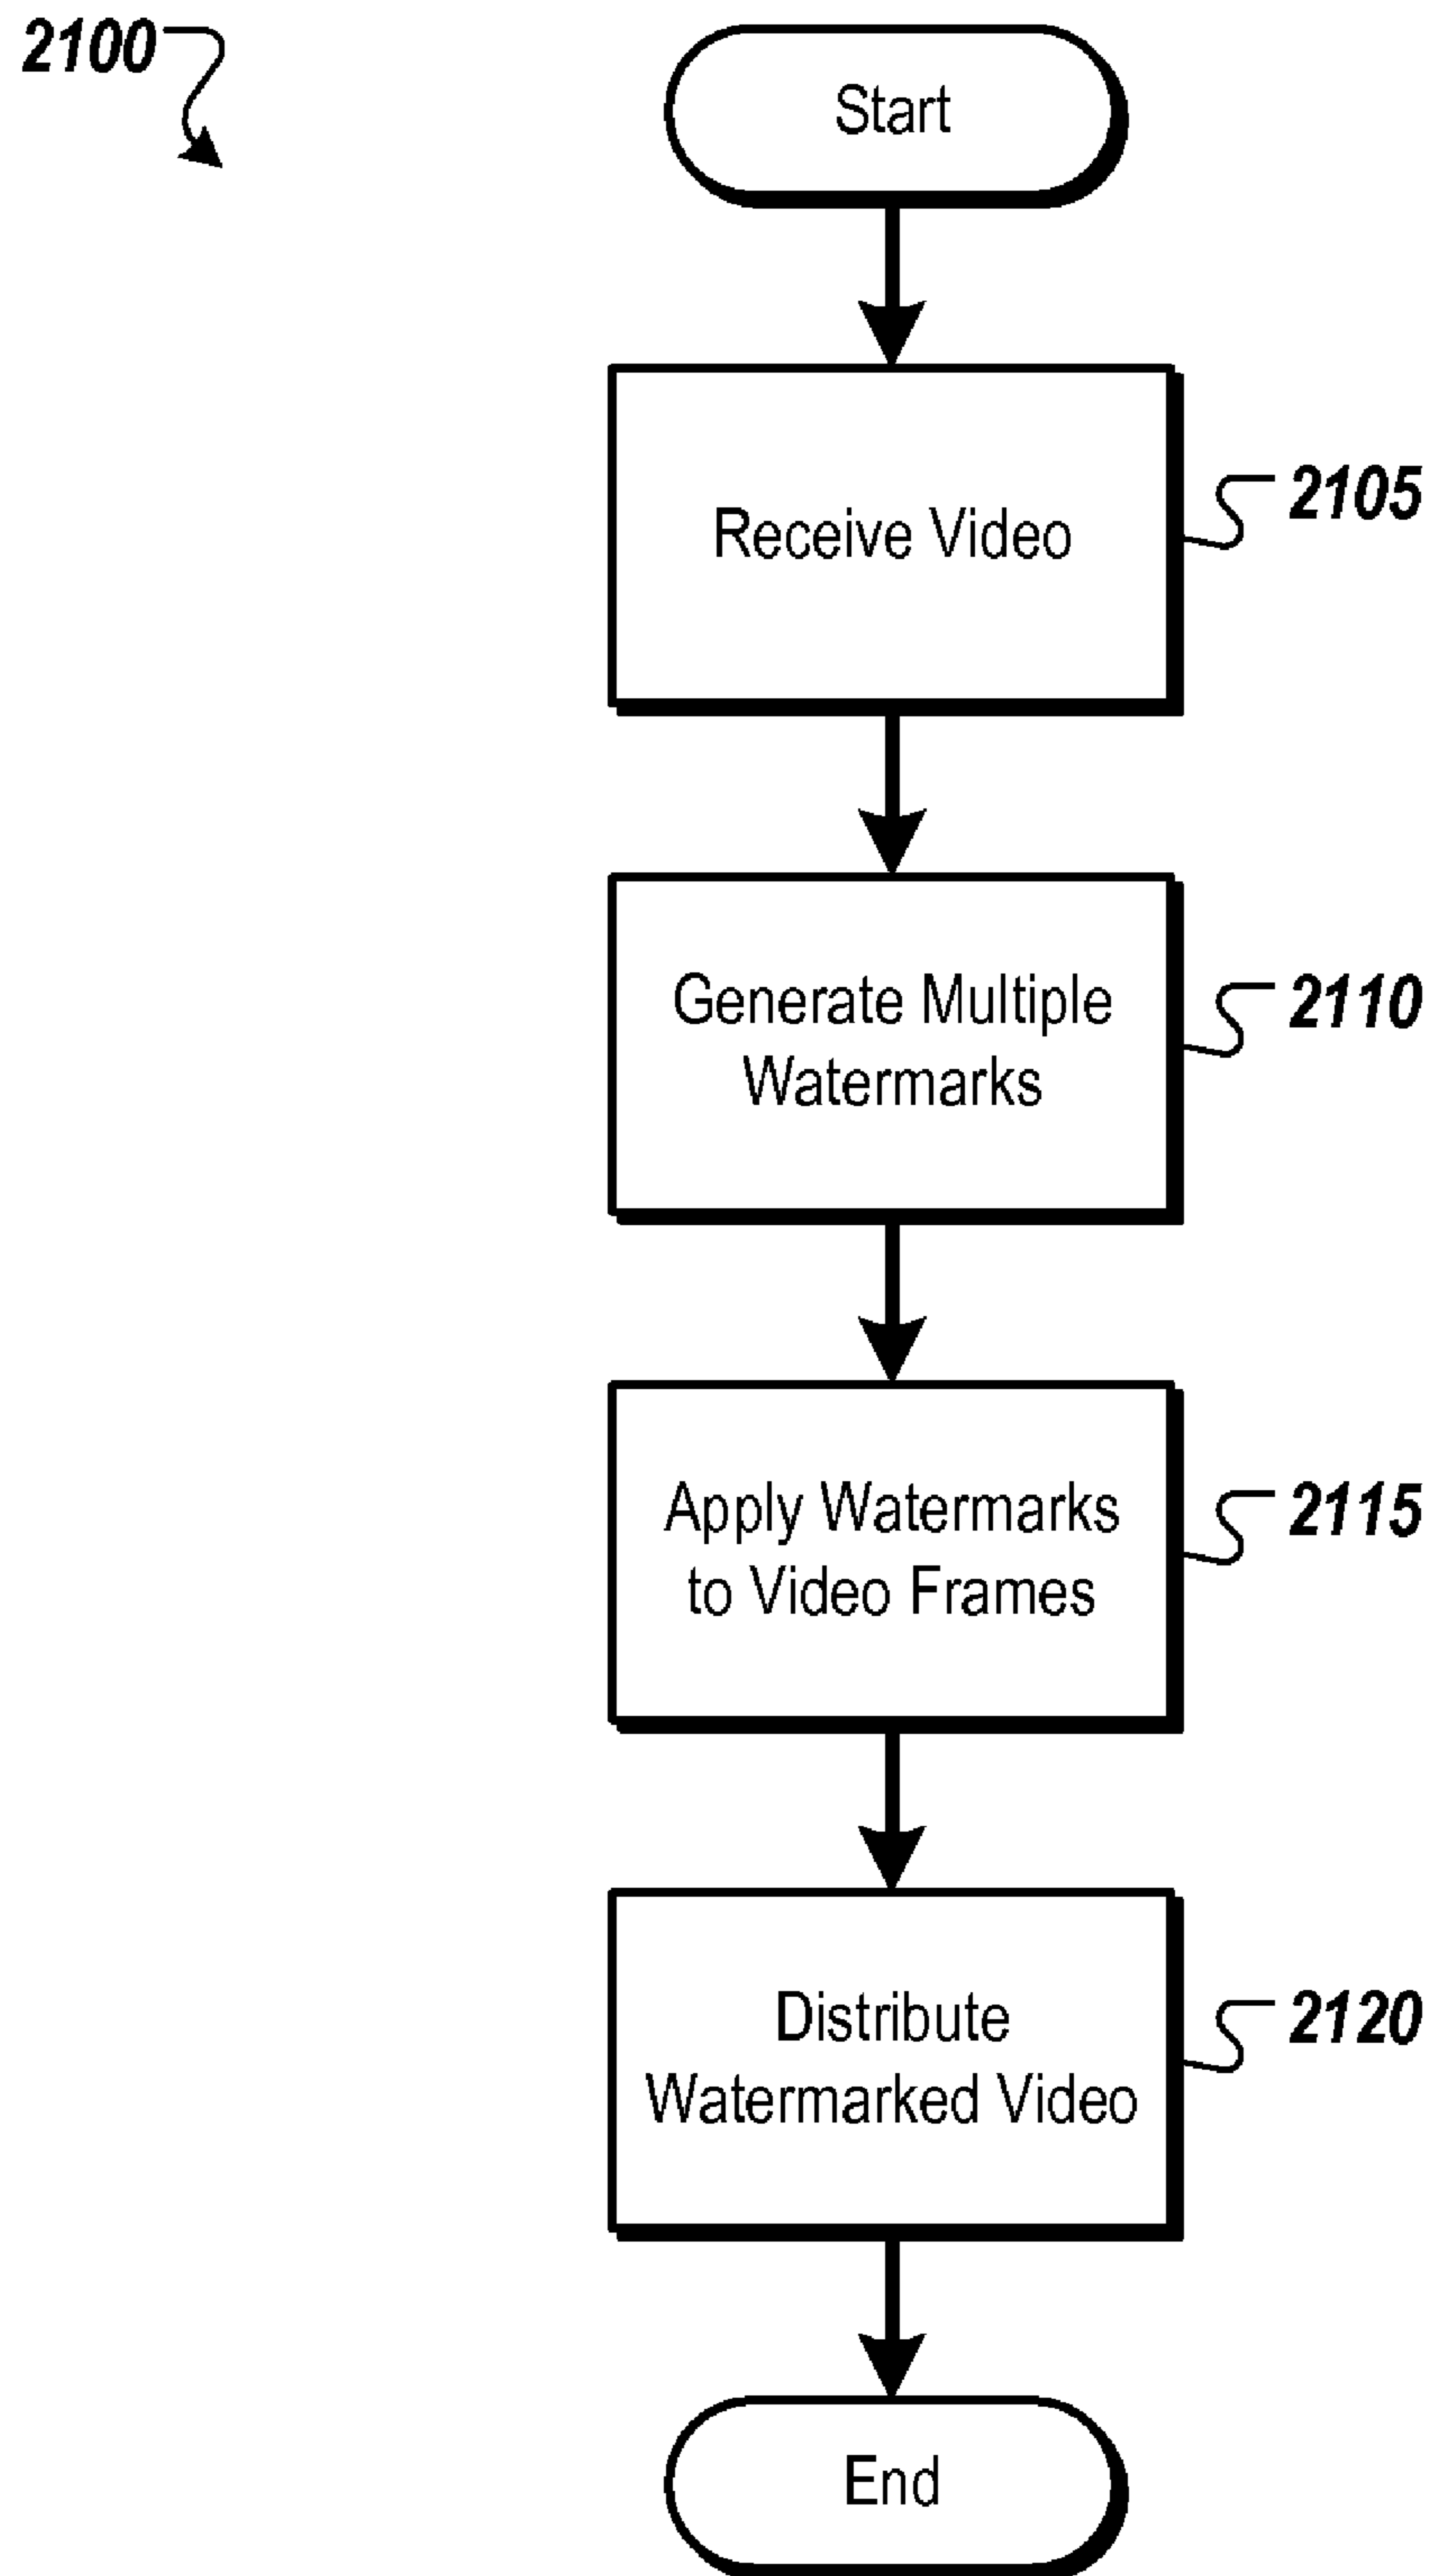 2100
Start
Receive Video
2105
Generate Multiple
Watermarks
2110
Apply Watermarks
to Video Frames
2115
Distribute
Watermarked Video
2120
End